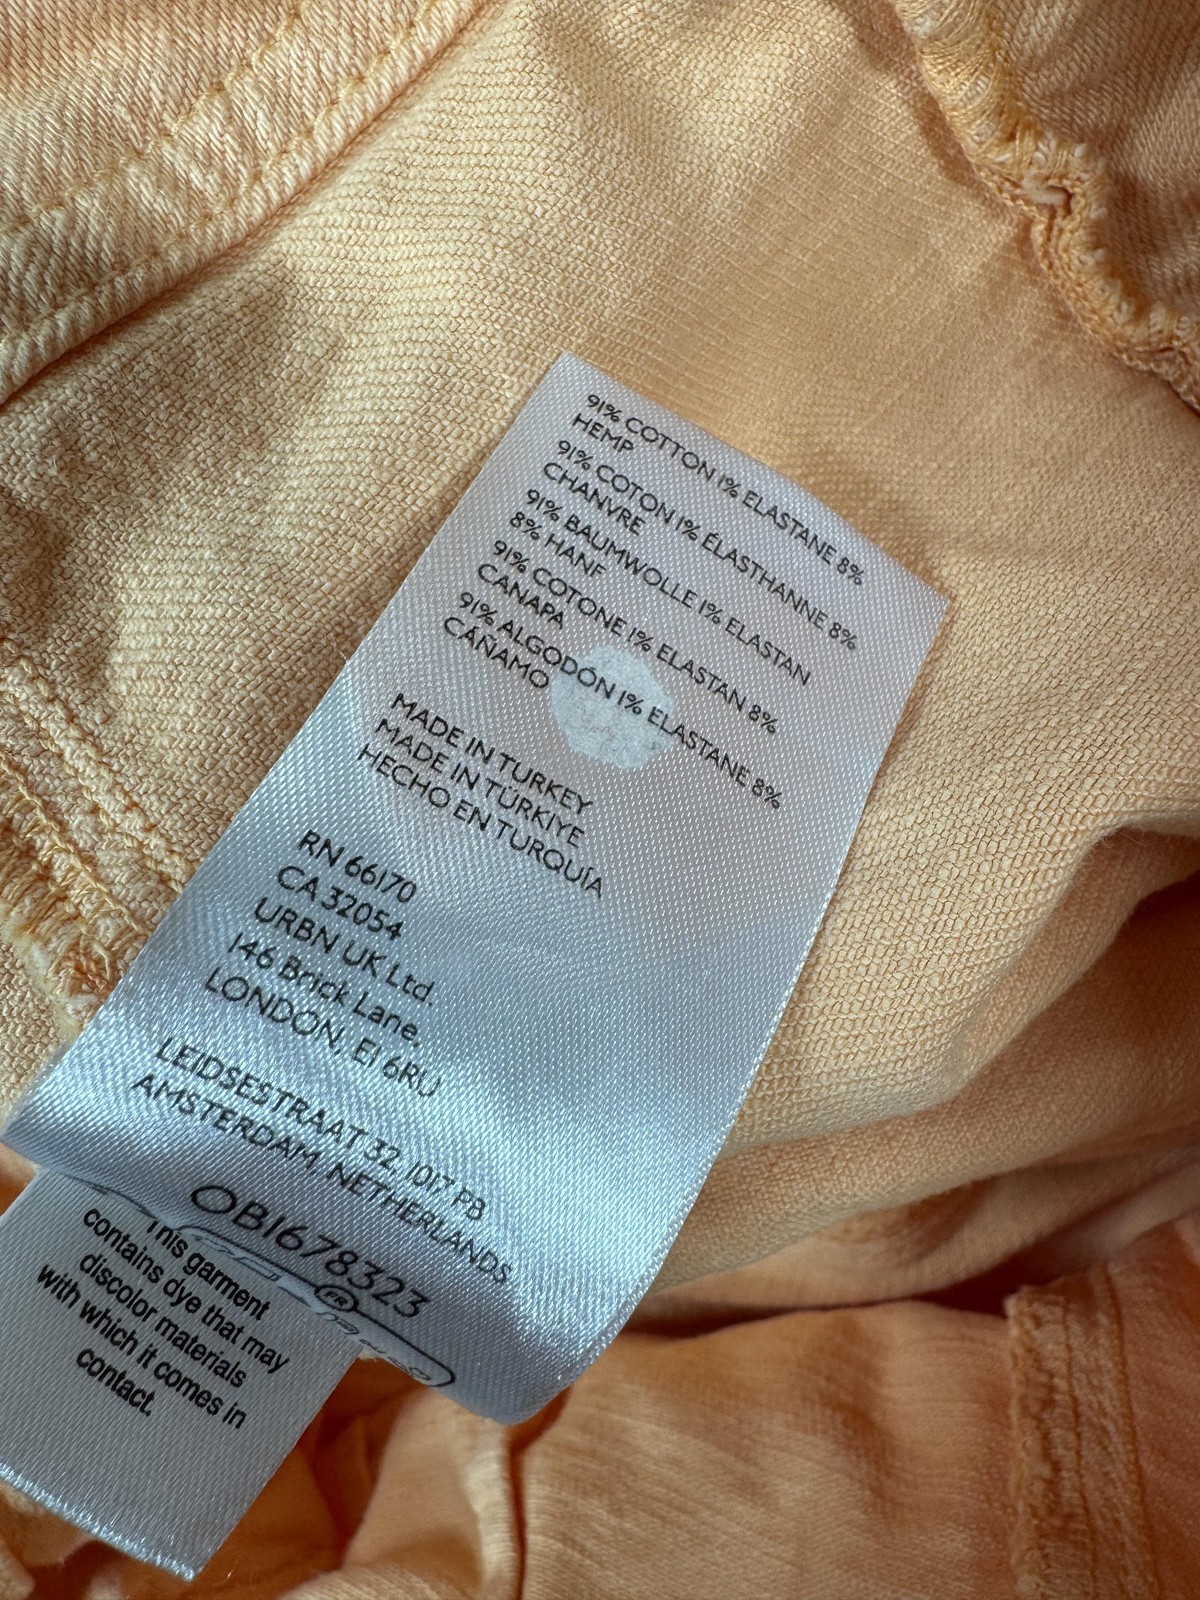 91% COTTON 1% ELASTANE 8%
HEMP
91% COTON 1% ÉLASTHANNE 8%
CHANVRE
91% BAUMWOLLE 1% ELASTAN
8% HANF
91% COTONE 1% ELASTAN 8%
CANAPA
91% ALGODÓN 1% ELASTANE 8%
CÁÑAMO
MADE IN TURKEY
MADE IN TÜRKIYE
HECHO EN TURQUÍA
RN 66170
CA 32054
URBN UK Ltd.
146 Brick Lane,
LONDON, E1 6RU
LEIDSESTRAAT 32, 1017 PB
AMSTERDAM NETHERLANDS
OB1678323
FR
This garment
contains dye that may
discolor materials
with which it comes in
contact.